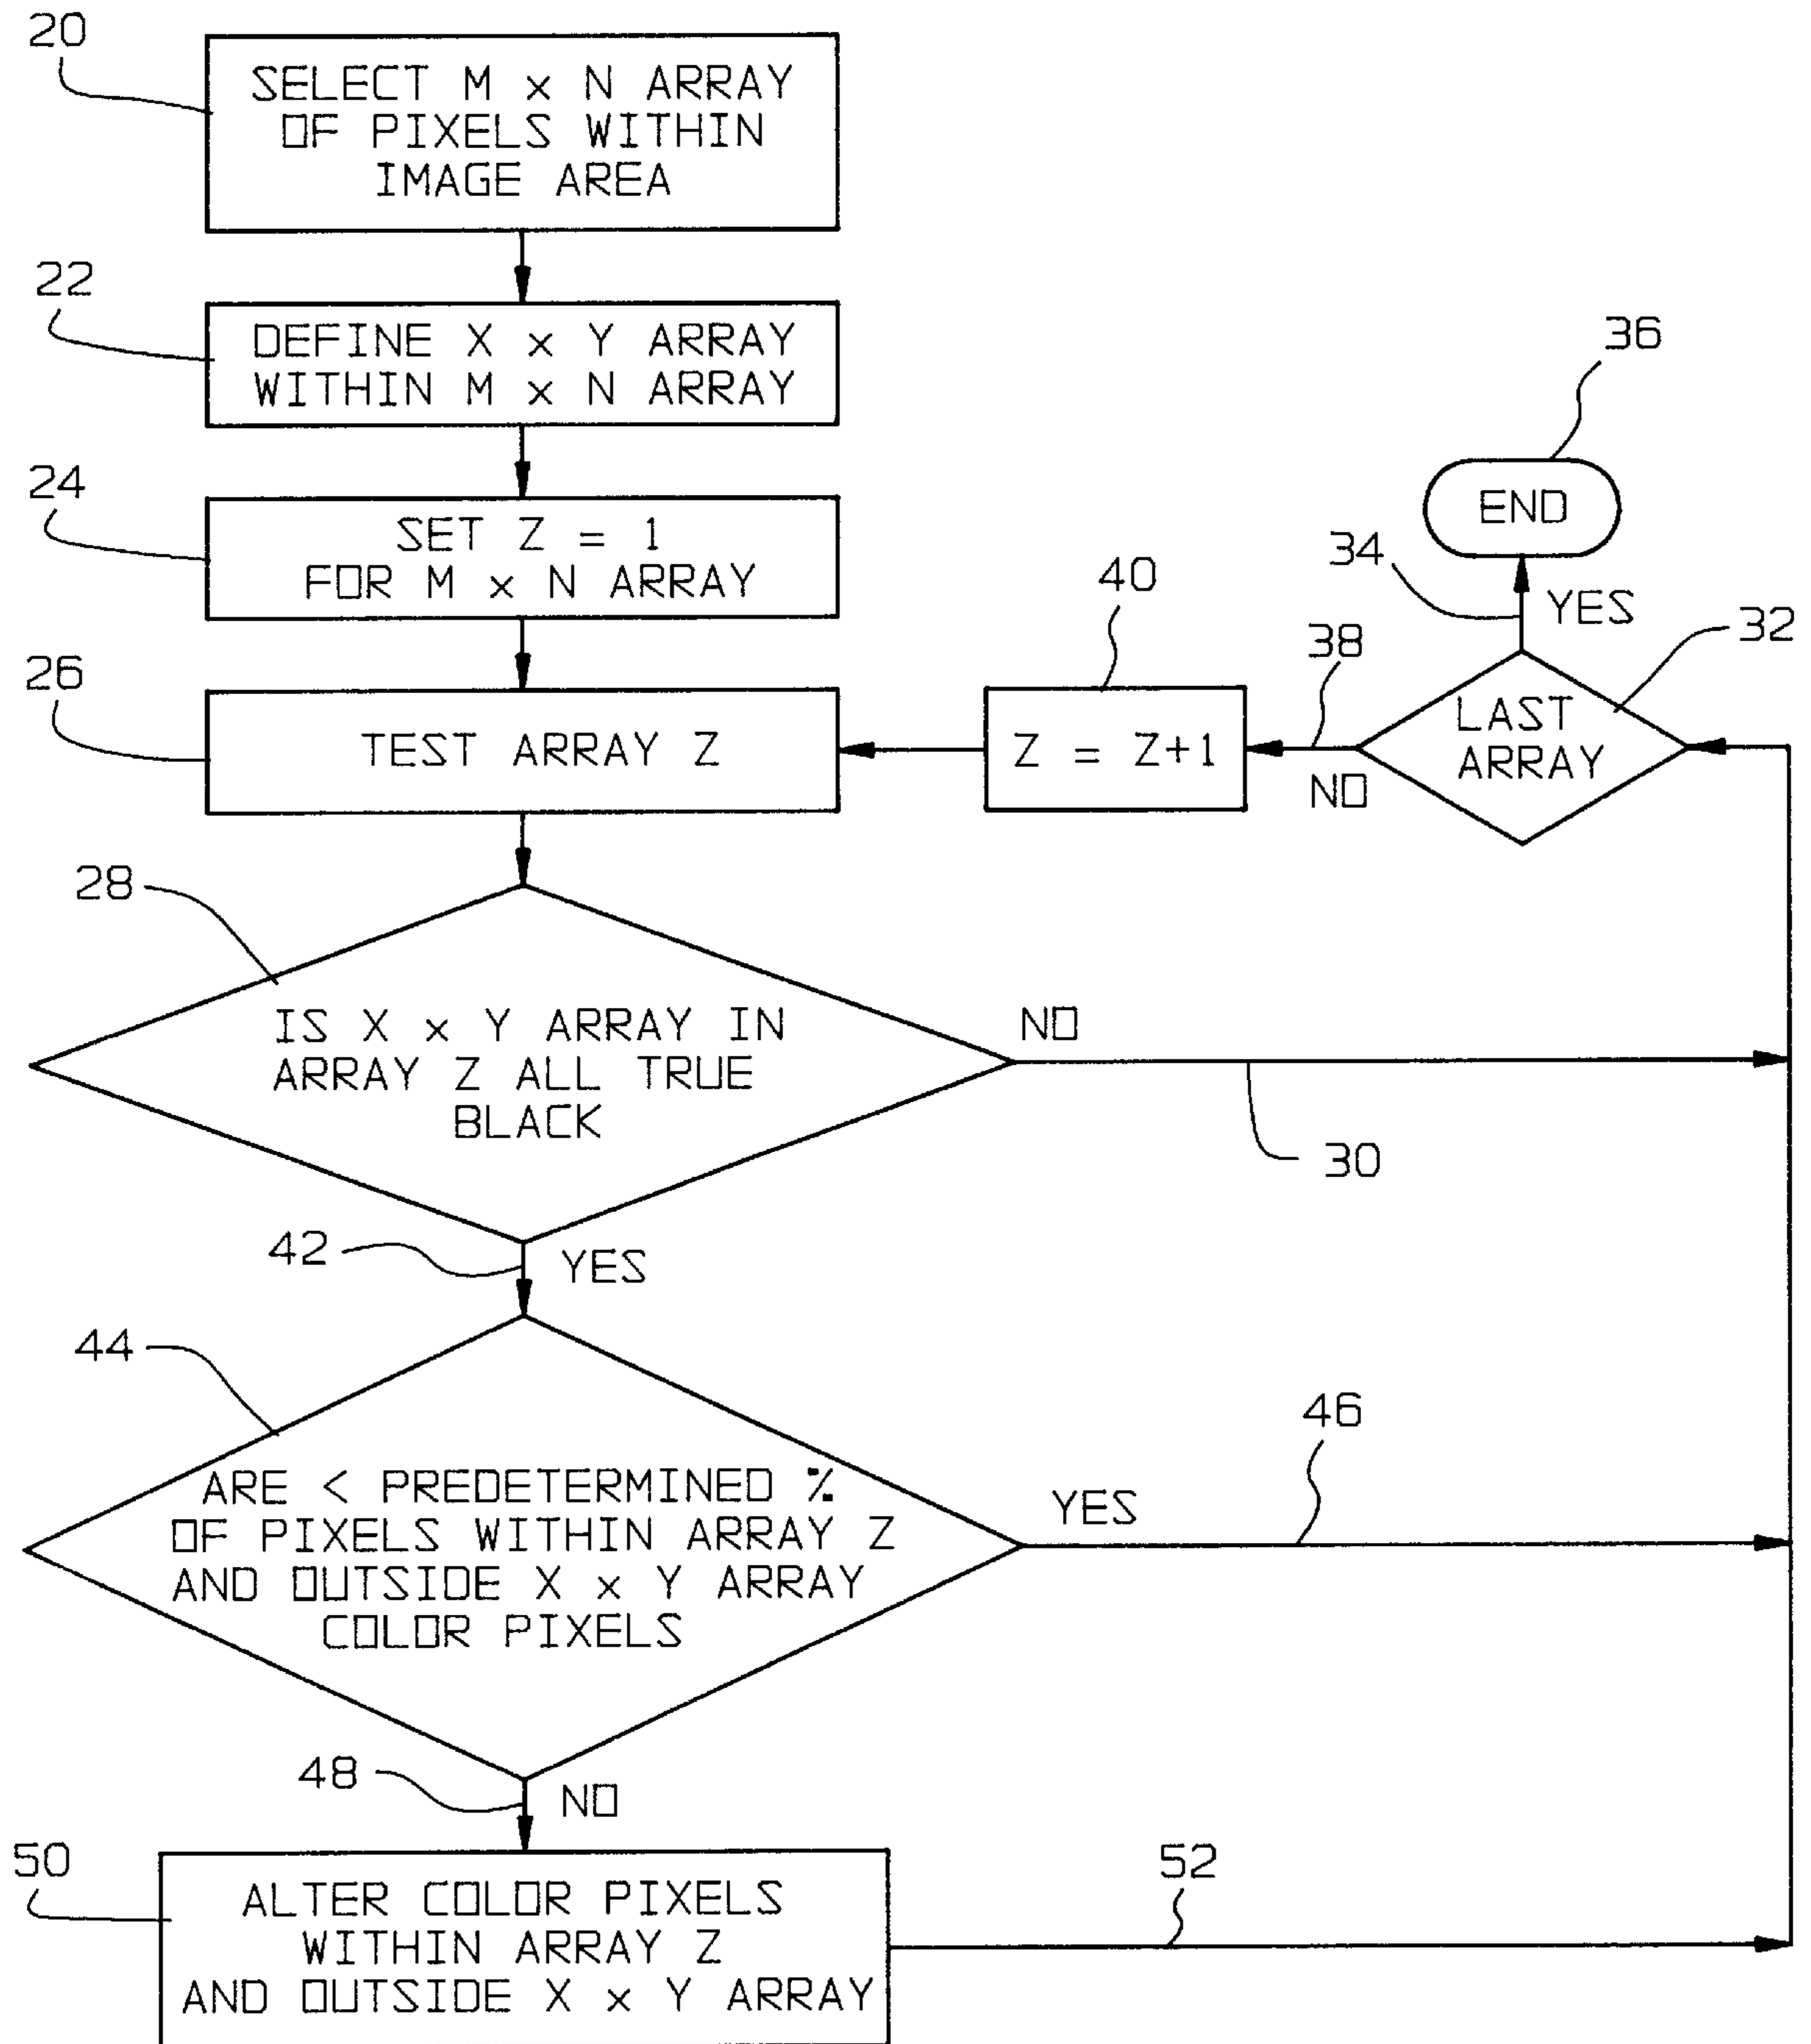 20
SELECT M x N ARRAY
OF PIXELS WITHIN
IMAGE AREA
22
DEFINE X x Y ARRAY
WITHIN M x N ARRAY
36
END
24
SET Z = 1
FOR M x N ARRAY
34
YES
40
38
32
26
TEST ARRAY Z
Z = Z+1
NO
LAST
ARRAY
28
IS X x Y ARRAY IN
ARRAY Z ALL TRUE
BLACK
NO
30
42
YES
44
ARE < PREDETERMINED %
OF PIXELS WITHIN ARRAY Z
AND OUTSIDE X x Y ARRAY
COLOR PIXELS
YES
46
48
NO
50
ALTER COLOR PIXELS
WITHIN ARRAY Z
AND OUTSIDE X x Y ARRAY
52